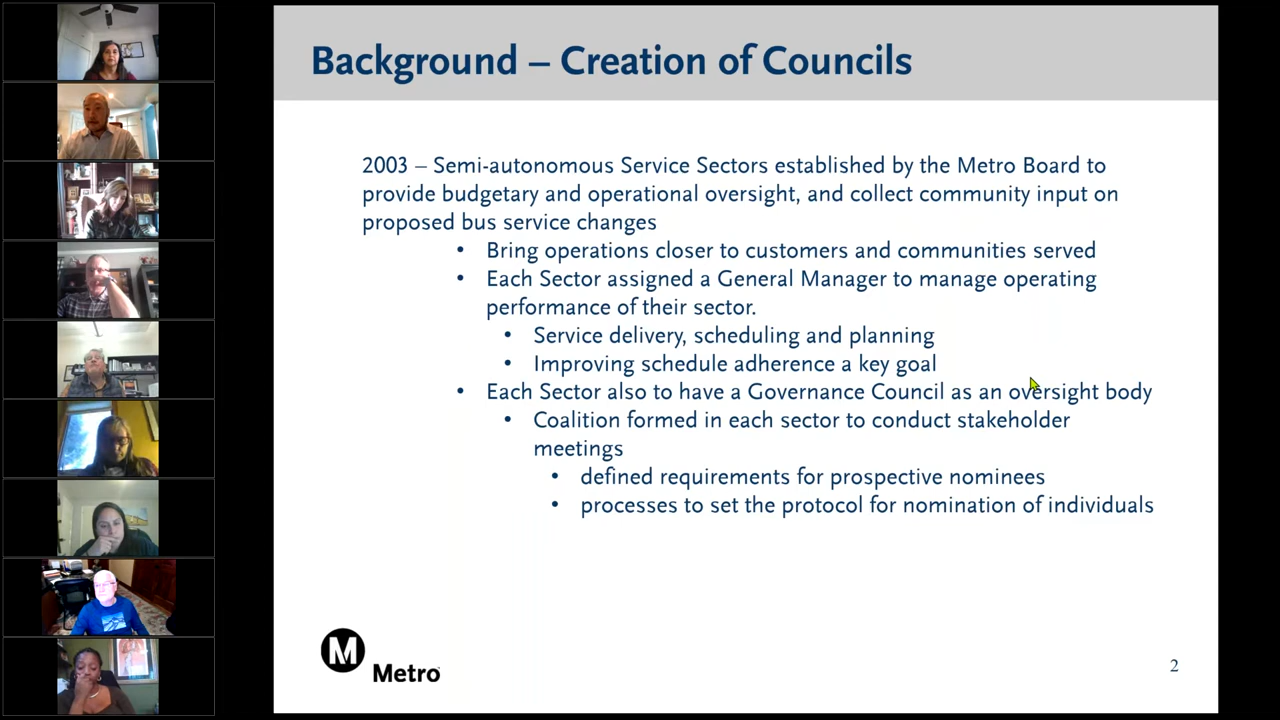 Background – Creation of Councils
2003 – Semi-autonomous Service Sectors established by the Metro Board to
provide budgetary and operational oversight, and collect community input on
proposed bus service changes
• Bring operations closer to customers and communities served
• Each Sector assigned a General Manager to manage operating
performance of their sector.
• Service delivery, scheduling and planning
• Improving schedule adherence a key goal
• Each Sector also to have a Governance Council as an oversight body
• Coalition formed in each sector to conduct stakeholder
meetings
• defined requirements for prospective nominees
• processes to set the protocol for nomination of individuals
M
Metro
2